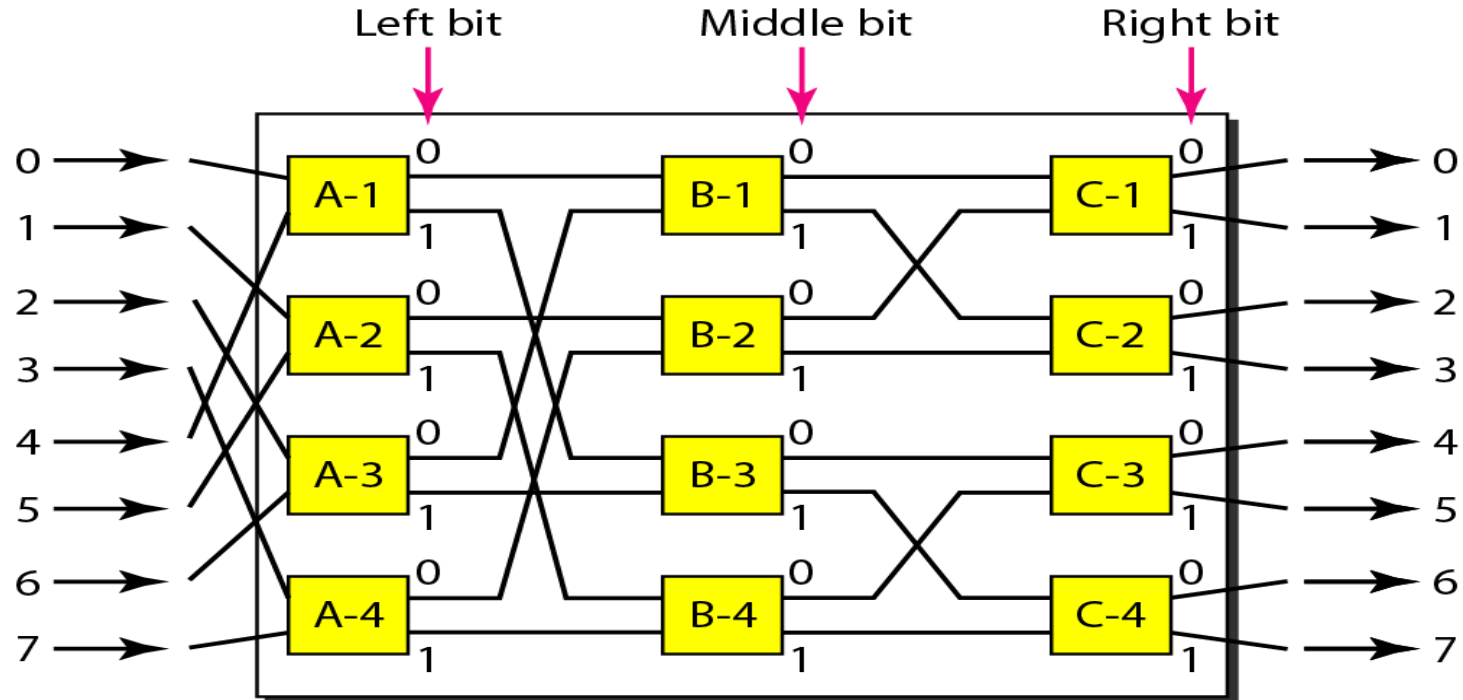 Left bit Middle bit Right bit
0 0 0
0 A-1 B-1 C-1 0
1 1 1 1 1
0 0 0
2 A-2 B-2 C-2 2
3 1 1 1 3
0 0 0
4 A-3 B-3 C-3 4
5 1 1 1 5
0 0 0
6 A-4 B-4 C-4 6
7 1 1 1 7